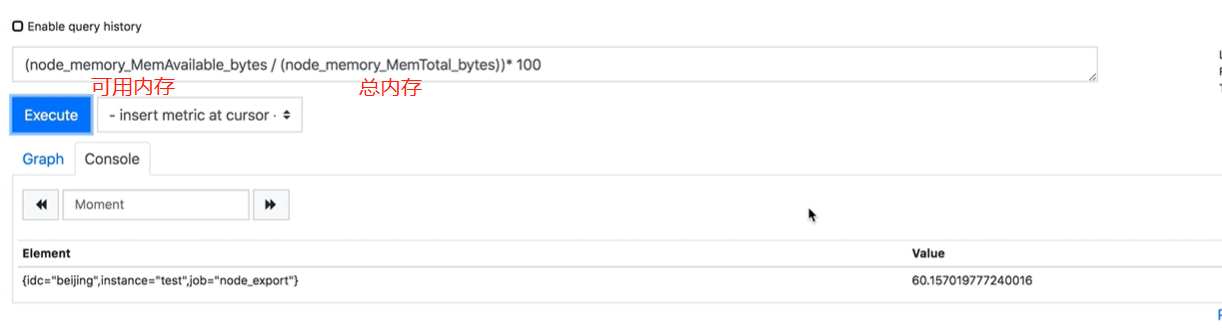 Enable query history
(node_memory_MemAvailable_bytes / (node_memory_MemTotal_bytes))* 100
可用内存 总内存
Execute - insert metric at cursor -
Graph Console
Moment
Element Value
{idc="beijing",instance="test",job="node_export"} 60.157019777240016